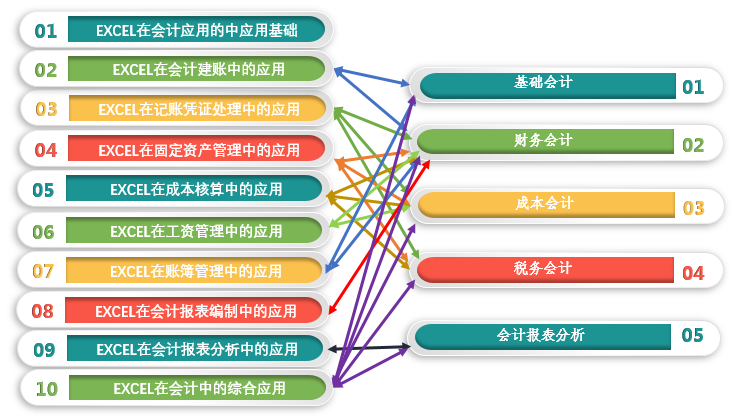 01 EXCEL在会计应用的中应用基础
02 EXCEL在会计建账中的应用
03 EXCEL在记账凭证处理中的应用
04 EXCEL在固定资产管理中的应用
05 EXCEL在成本核算中的应用
06 EXCEL在工资管理中的应用
07 EXCEL在账簿管理中的应用
08 EXCEL在会计报表编制中的应用
09 EXCEL在会计报表分析中的应用
10 EXCEL在会计中的综合应用
基础会计 01
财务会计 02
成本会计 03
税务会计 04
会计报表分析 05